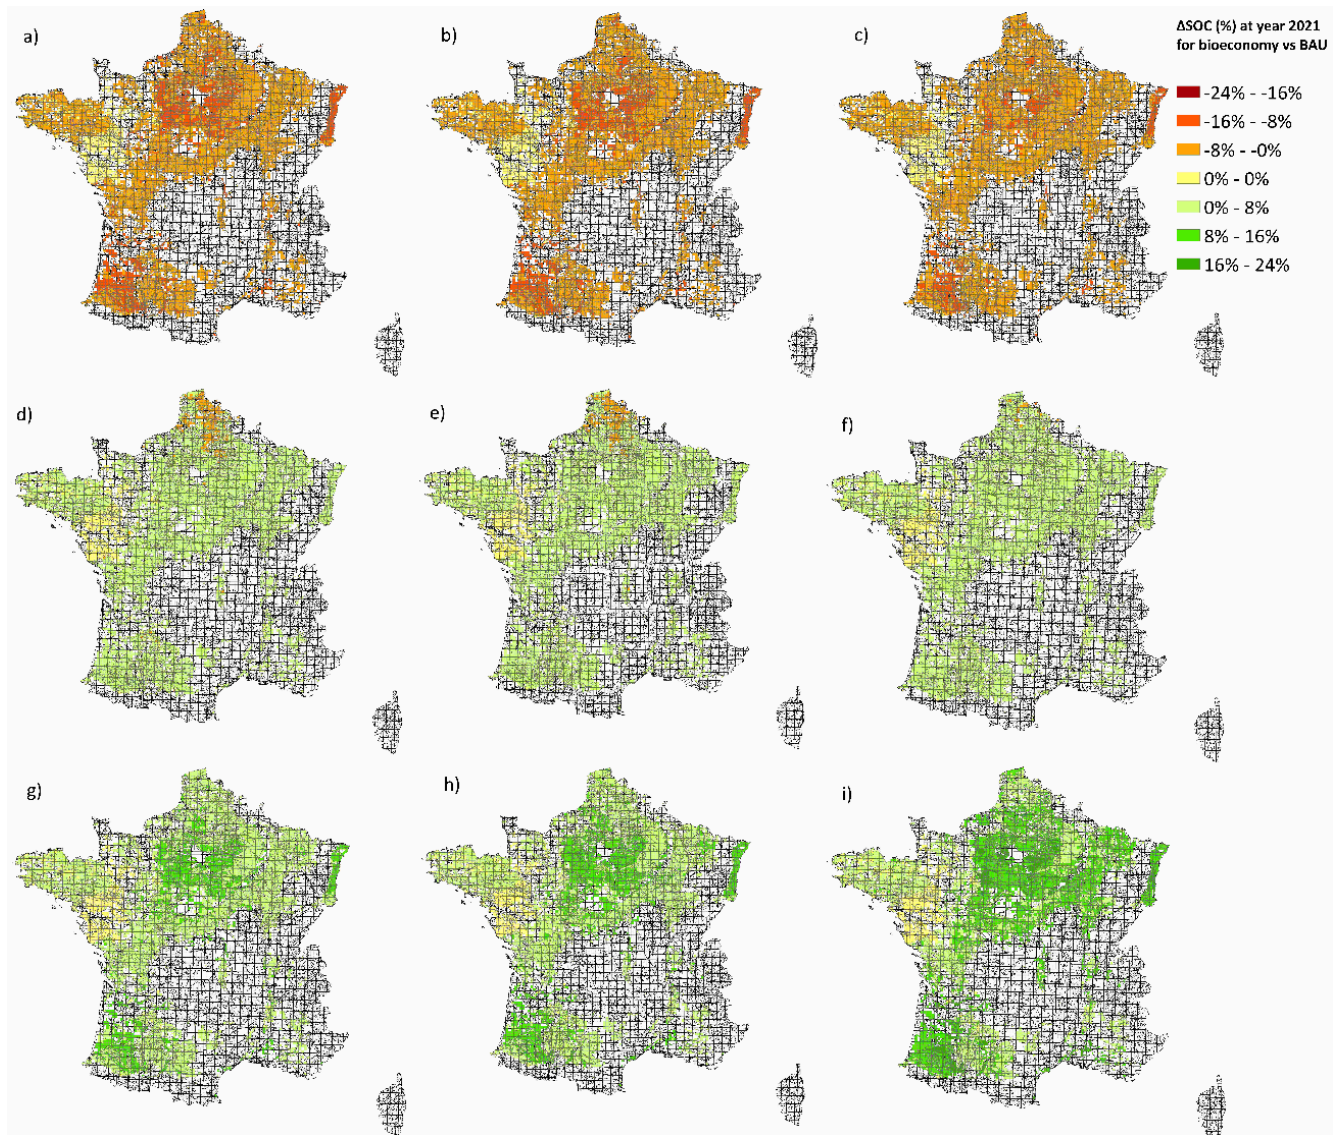 a)
b)
c)
ΔSOC (%) at year 2021
for bioeconomy vs BAU
-24% - -16%
-16% - -8%
-8% - -0%
0% - 0%
0% - 8%
8% - 16%
16% - 24%
d)
e)
f)
g)
h)
i)